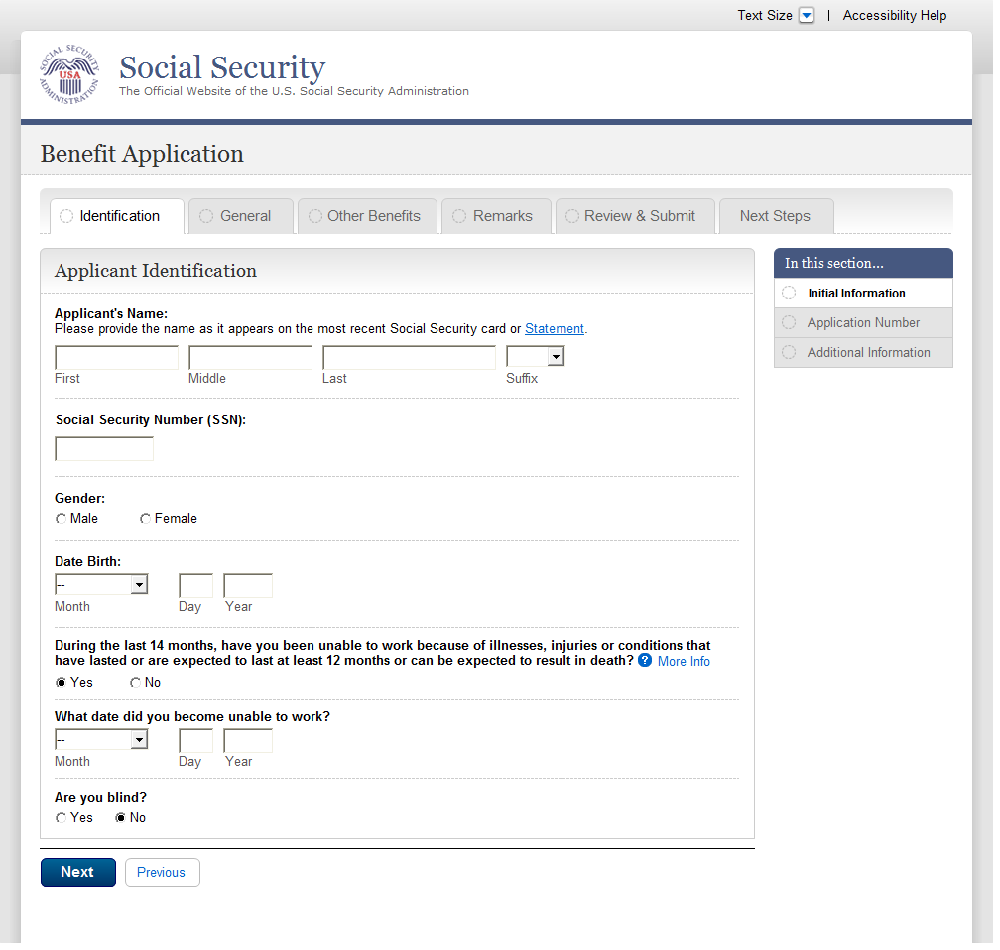 Text Size | Accessibility Help
SOCIAL SECURITY ADMINISTRATION
USA
Social Security
The Official Website of the U.S. Social Security Administration
Benefit Application
Identification General Other Benefits Remarks Review & Submit Next Steps
Applicant Identification
Applicant's Name:
Please provide the name as it appears on the most recent Social Security card or Statement.
First Middle Last Suffix
Social Security Number (SSN):
Gender:
Male Female
Date Birth:
--
Month Day Year
During the last 14 months, have you been unable to work because of illnesses, injuries or conditions that
have lasted or are expected to last at least 12 months or can be expected to result in death? ? More Info
Yes No
What date did you become unable to work?
--
Month Day Year
Are you blind?
Yes No
Next Previous
In this section...
Initial Information
Application Number
Additional Information